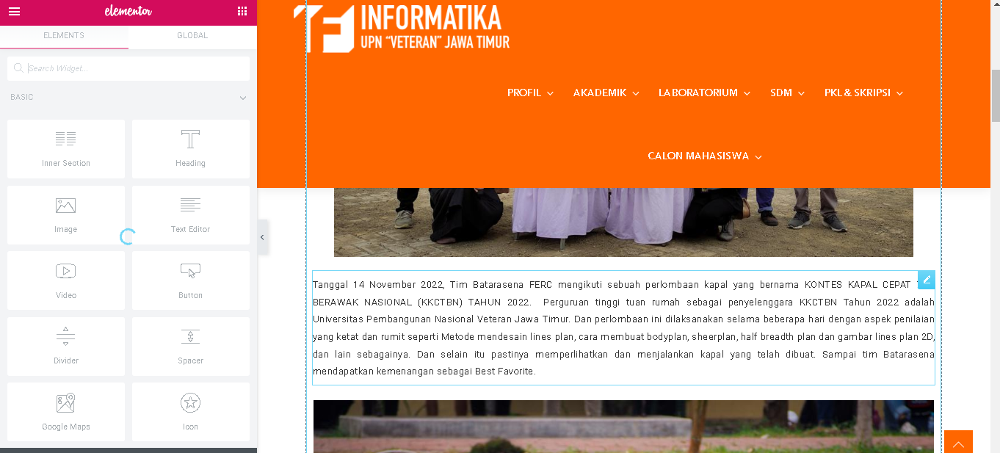 elementor
ELEMENTS
GLOBAL
Search Widget...
BASIC
Inner Section
Heading
Image
Text Editor
Video
Button
Divider
Spacer
Google Maps
Icon
INFORMATIKA
UPN "VETERAN" JAWA TIMUR
PROFIL
AKADEMIK
LABORATORIUM
SDM
PKL & SKRIPSI
CALON MAHASISWA
Tanggal 14 November 2022, Tim Batarasena FERC mengikuti sebuah perlombaan kapal yang bernama KONTES KAPAL CEPAT
BERAWAK NASIONAL (KKCTBN) TAHUN 2022. Perguruan tinggi tuan rumah sebagai penyelenggara KKCTBN Tahun 2022 adalah
Universitas Pembangunan Nasional Veteran Jawa Timur. Dan perlombaan ini dilaksanakan selama beberapa hari dengan aspek penilaian
yang ketat dan rumit seperti Metode mendesain lines plan, cara membuat bodyplan, sheerplan, half breadth plan dan gambar lines plan 2D,
dan lain sebagainya. Dan selain itu pastinya memperlihatkan dan menjalankan kapal yang telah dibuat. Sampai tim Batarasena
mendapatkan kemenangan sebagai Best Favorite.